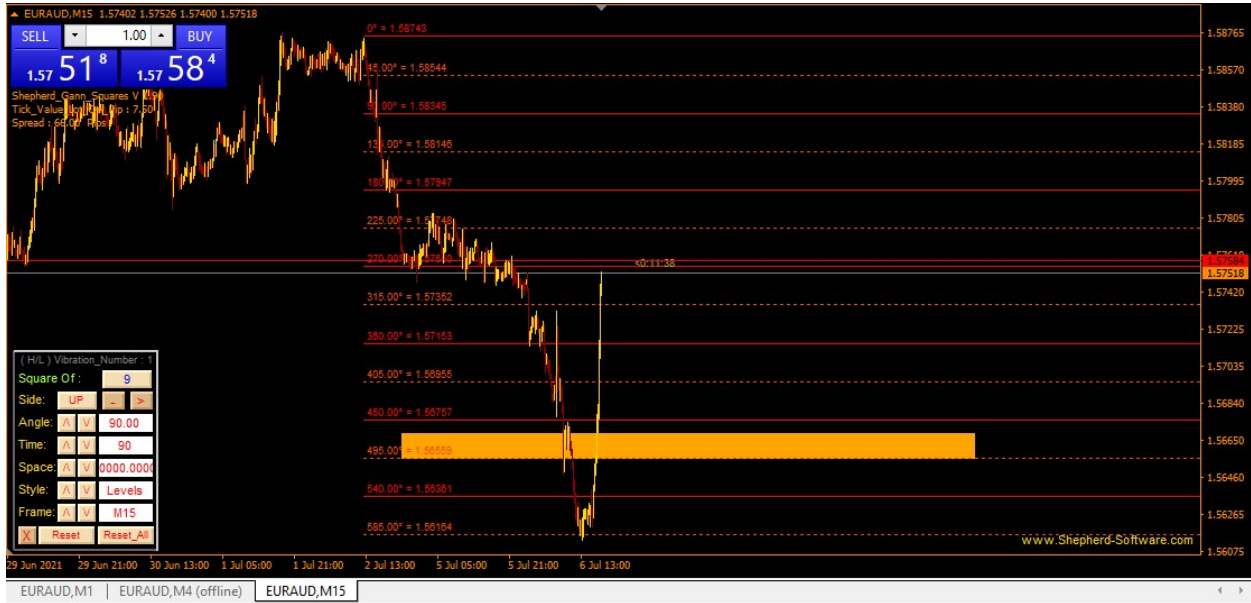 EURAUD,M15 1.57402 1.57526 1.57400 1.57518
SELL 1.00 BUY
1.57 51 8 1.57 58 4
Shepherd_Gann_Squares V
Tick_Value
Spread : 66.00
0° = 1.58743
45.00° = 1.58544
90.00° = 1.58345
135.00° = 1.58146
180.00° = 1.57947
225.00° = 1.57748
270.00°
<0:11:38
315.00° = 1.57352
360.00° = 1.57153
405.00° = 1.56955
450.00° = 1.56757
495.00° = 1.56559
540.00° = 1.56361
585.00° = 1.56164
1.58765
1.58570
1.58380
1.58185
1.57995
1.57805
1.57584
1.57518
1.57420
1.57225
1.57035
1.56840
1.56650
1.56460
1.56265
1.56075
( H/L ) Vibration_Number : 1
Square Of : 9
Side: UP - >
Angle: Λ V 90.00
Time: Λ V 90
Space: Λ V 0000.0000
Style: Λ V Levels
Frame: Λ V M15
X Reset Reset_All
www.Shepherd-Software.com
29 Jun 2021 29 Jun 21:00 30 Jun 13:00 1 Jul 05:00 1 Jul 21:00 2 Jul 13:00 5 Jul 05:00 5 Jul 21:00 6 Jul 13:00
EURAUD,M1 EURAUD,M4 (offline) EURAUD,M15